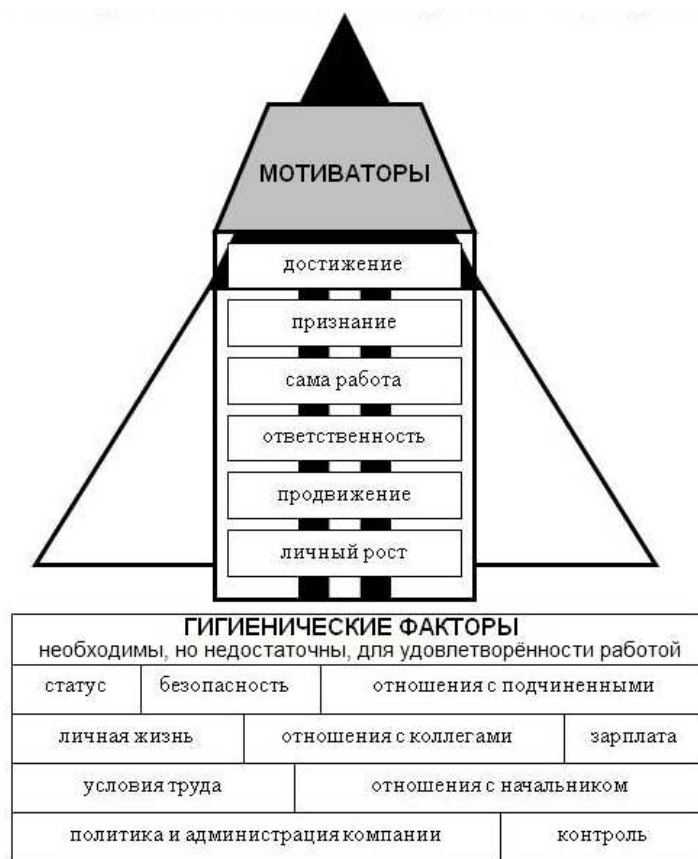 МОТИВАТОРЫ
достижение
признание
сама работа
ответственность
продвижение
личный рост
ГИГИЕНИЧЕСКИЕ ФАКТОРЫ
необходимы, но недостаточны, для удовлетворённости работой
статус безопасность отношения с подчиненными
личная жизнь отношения с коллегами зарплата
условия труда отношения с начальником
политика и администрация компании контроль